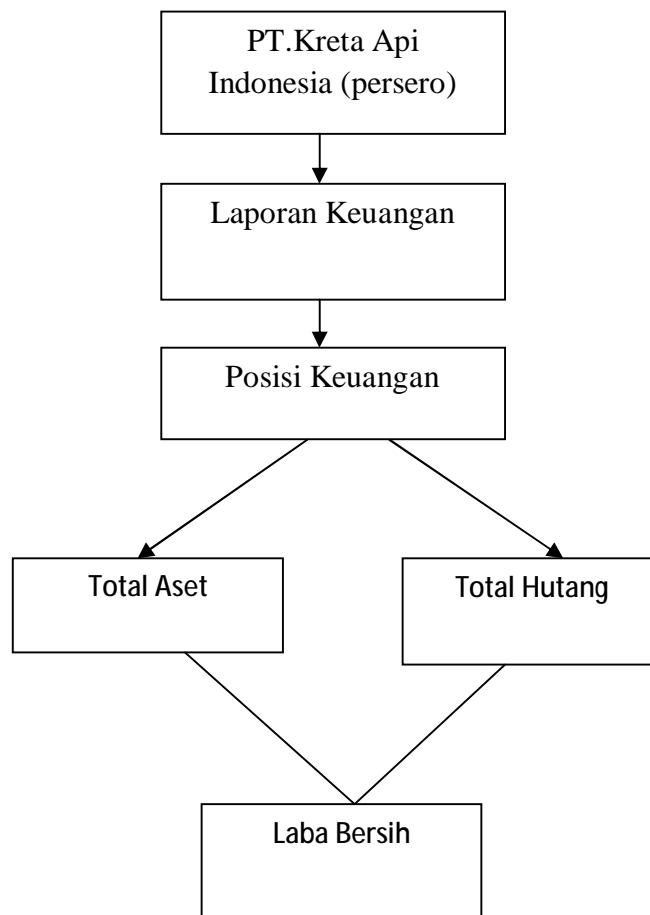 PT.Kreta Api
Indonesia (persero)
Laporan Keuangan
Posisi Keuangan
Total Aset
Total Hutang
Laba Bersih